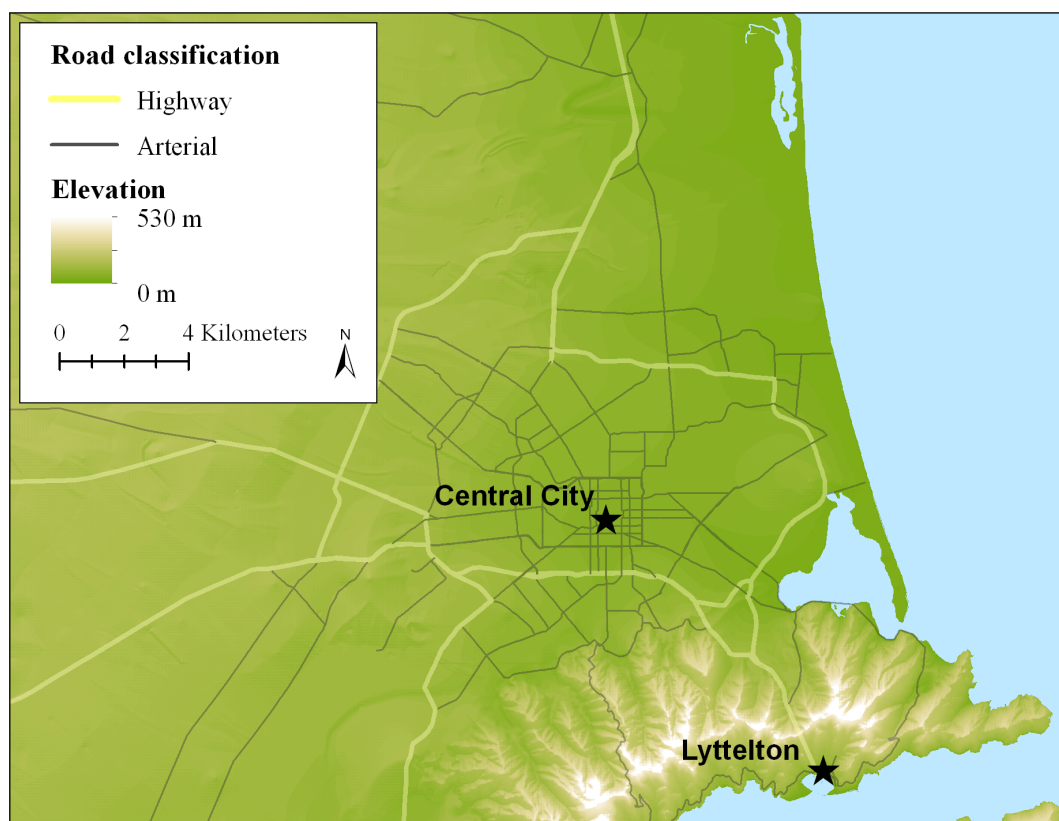 Road classification
Highway
Arterial
Elevation
530 m
0 m
0 2 4 Kilometers
N
Central City
Lyttelton